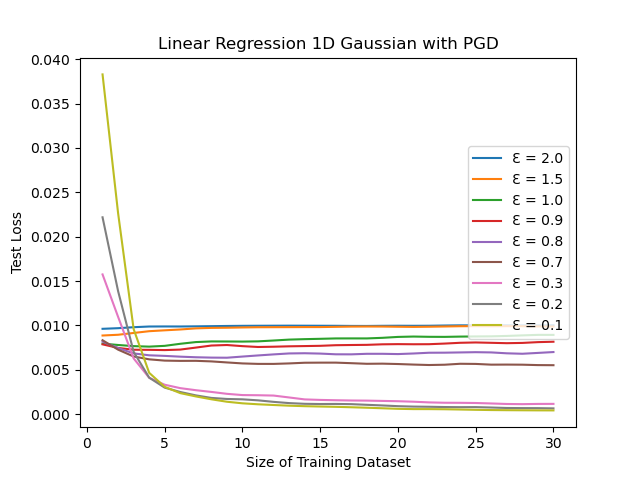 Linear Regression 1D Gaussian with PGD
0.040
0.035
0.030
0.025
0.020
0.015
0.010
0.005
0.000
Test Loss
Ɛ = 2.0
Ɛ = 1.5
Ɛ = 1.0
Ɛ = 0.9
Ɛ = 0.8
Ɛ = 0.7
Ɛ = 0.3
Ɛ = 0.2
Ɛ = 0.1
0 5 10 15 20 25 30
Size of Training Dataset